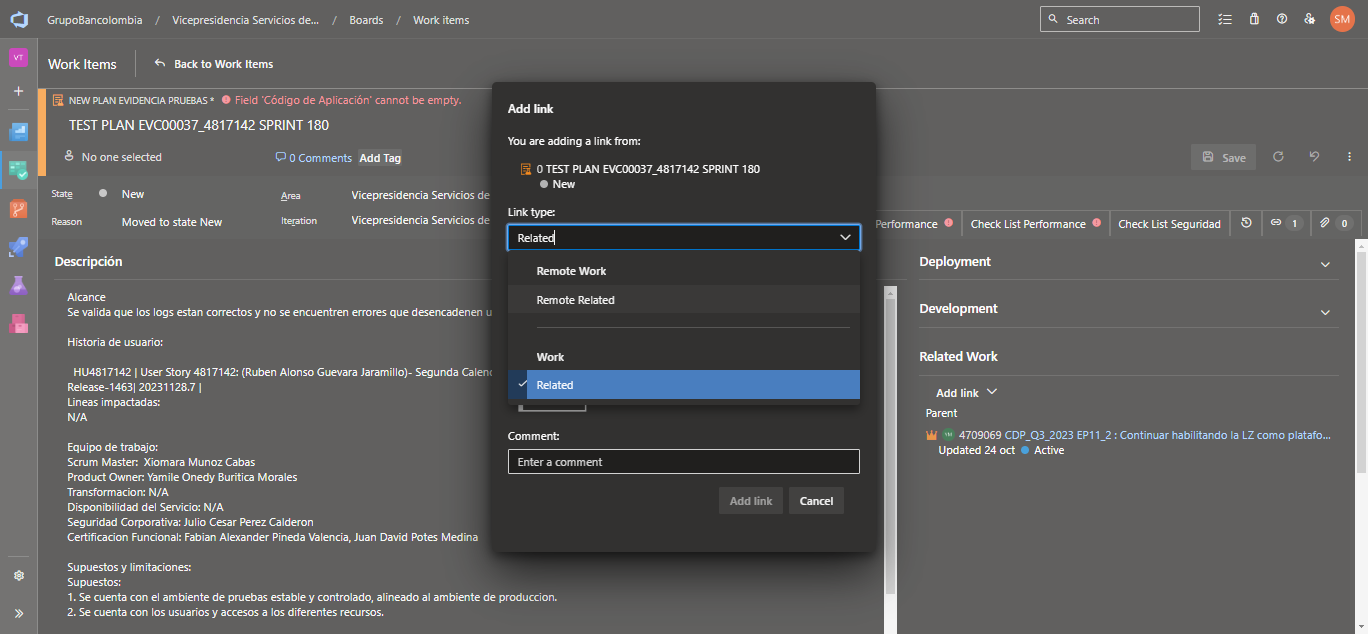 GrupoBancolombia / Vicepresidencia Servicios de... / Boards / Work items
Search
SM
VT
Work Items
Back to Work Items
NEW PLAN EVIDENCIA PRUEBAS * Field 'Código de Aplicación' cannot be empty.
TEST PLAN EVC00037_4817142 SPRINT 180
No one selected
0 Comments
Add Tag
Save
State
New
Area
Vicepresidencia Servicios de
Reason
Moved to state New
Iteration
Vicepresidencia Servicios de
Performance
Check List Performance
Check List Seguridad
1
0
Descripción
Alcance
Se valida que los logs estan correctos y no se encuentren errores que desencadenen u
Historia de usuario:
HU4817142 | User Story 4817142: (Ruben Alonso Guevara Jaramillo)- Segunda Calend
Release-1463| 20231128.7 |
Lineas impactadas:
N/A
Equipo de trabajo:
Scrum Master: Xiomara Munoz Cabas
Product Owner: Yamile Onedy Buritica Morales
Transformacion: N/A
Disponibilidad del Servicio: N/A
Seguridad Corporativa: Julio Cesar Perez Calderon
Certificacion Funcional: Fabian Alexander Pineda Valencia, Juan David Potes Medina
Supuestos y limitaciones:
Supuestos:
1. Se cuenta con el ambiente de pruebas estable y controlado, alineado al ambiente de produccion.
2. Se cuenta con los usuarios y accesos a los diferentes recursos.
Add link
You are adding a link from:
0 TEST PLAN EVC00037_4817142 SPRINT 180
New
Link type:
Related
Remote Work
Remote Related
Work
Related
Comment:
Enter a comment
Add link
Cancel
Deployment
Development
Related Work
Add link
Parent
YM
4709069 CDP_Q3_2023 EP11_2 : Continuar habilitando la LZ como platafo...
Updated 24 oct
Active